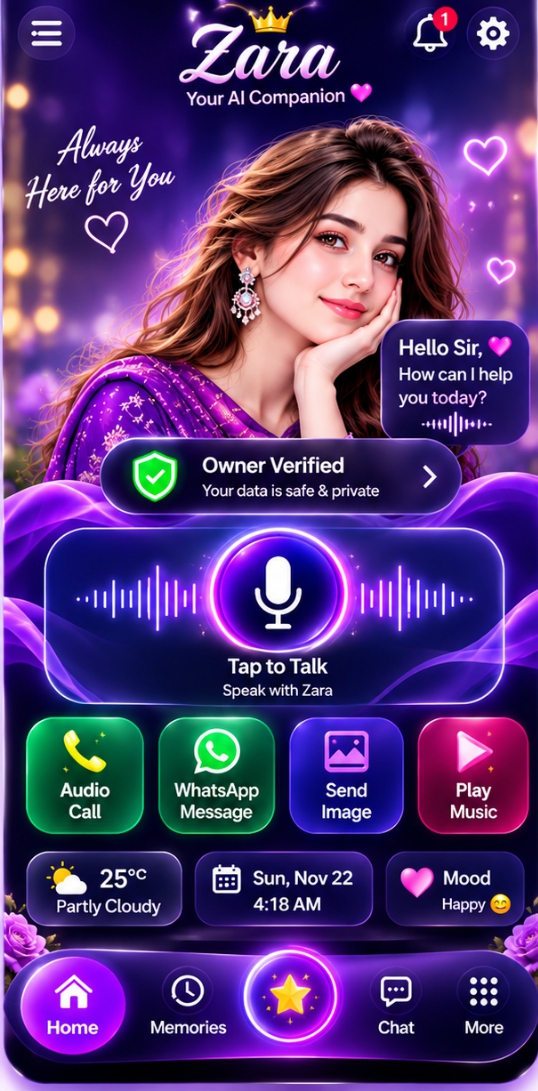 1
Zara
Your AI Companion
Always
Here for You
Hello Sir,
How can I help
you today?
Owner Verified
Your data is safe & private
Tap to Talk
Speak with Zara
Audio
Call
WhatsApp
Message
Send
Image
Play
Music
25°C
Partly Cloudy
Sun, Nov 22
4:18 AM
Mood
Happy 😊
Home
Memories
Chat
More